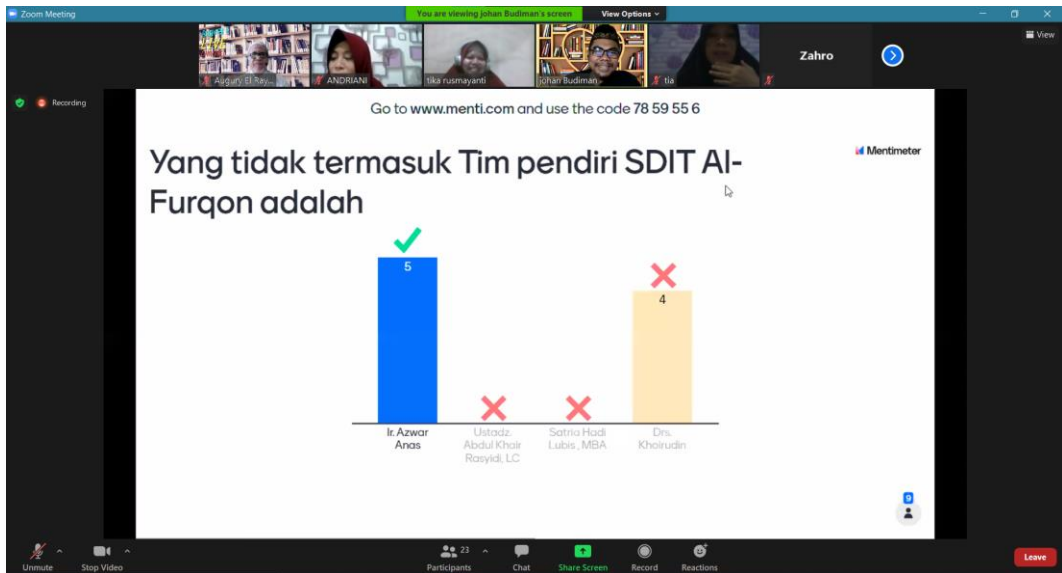 Zoom Meeting
You are viewing johan Budiman's screen
View Options
View
Augury El Ray...
ANDRIANI
tika rusmayanti
johan Budiman
tia
Zahro
Recording
Go to www.menti.com and use the code 78 59 55 6
Mentimeter
Yang tidak termasuk Tim pendiri SDIT Al-
Furqon adalah
5
4
Ir. Azwar
Anas
Ustadz.
Abdul Khoir
Rasyidi, LC
Satria Hadi
Lubis , MBA
Drs.
Khoirudin
9
Unmute
Stop Video
23
Participants
Chat
Share Screen
Record
Reactions
Leave